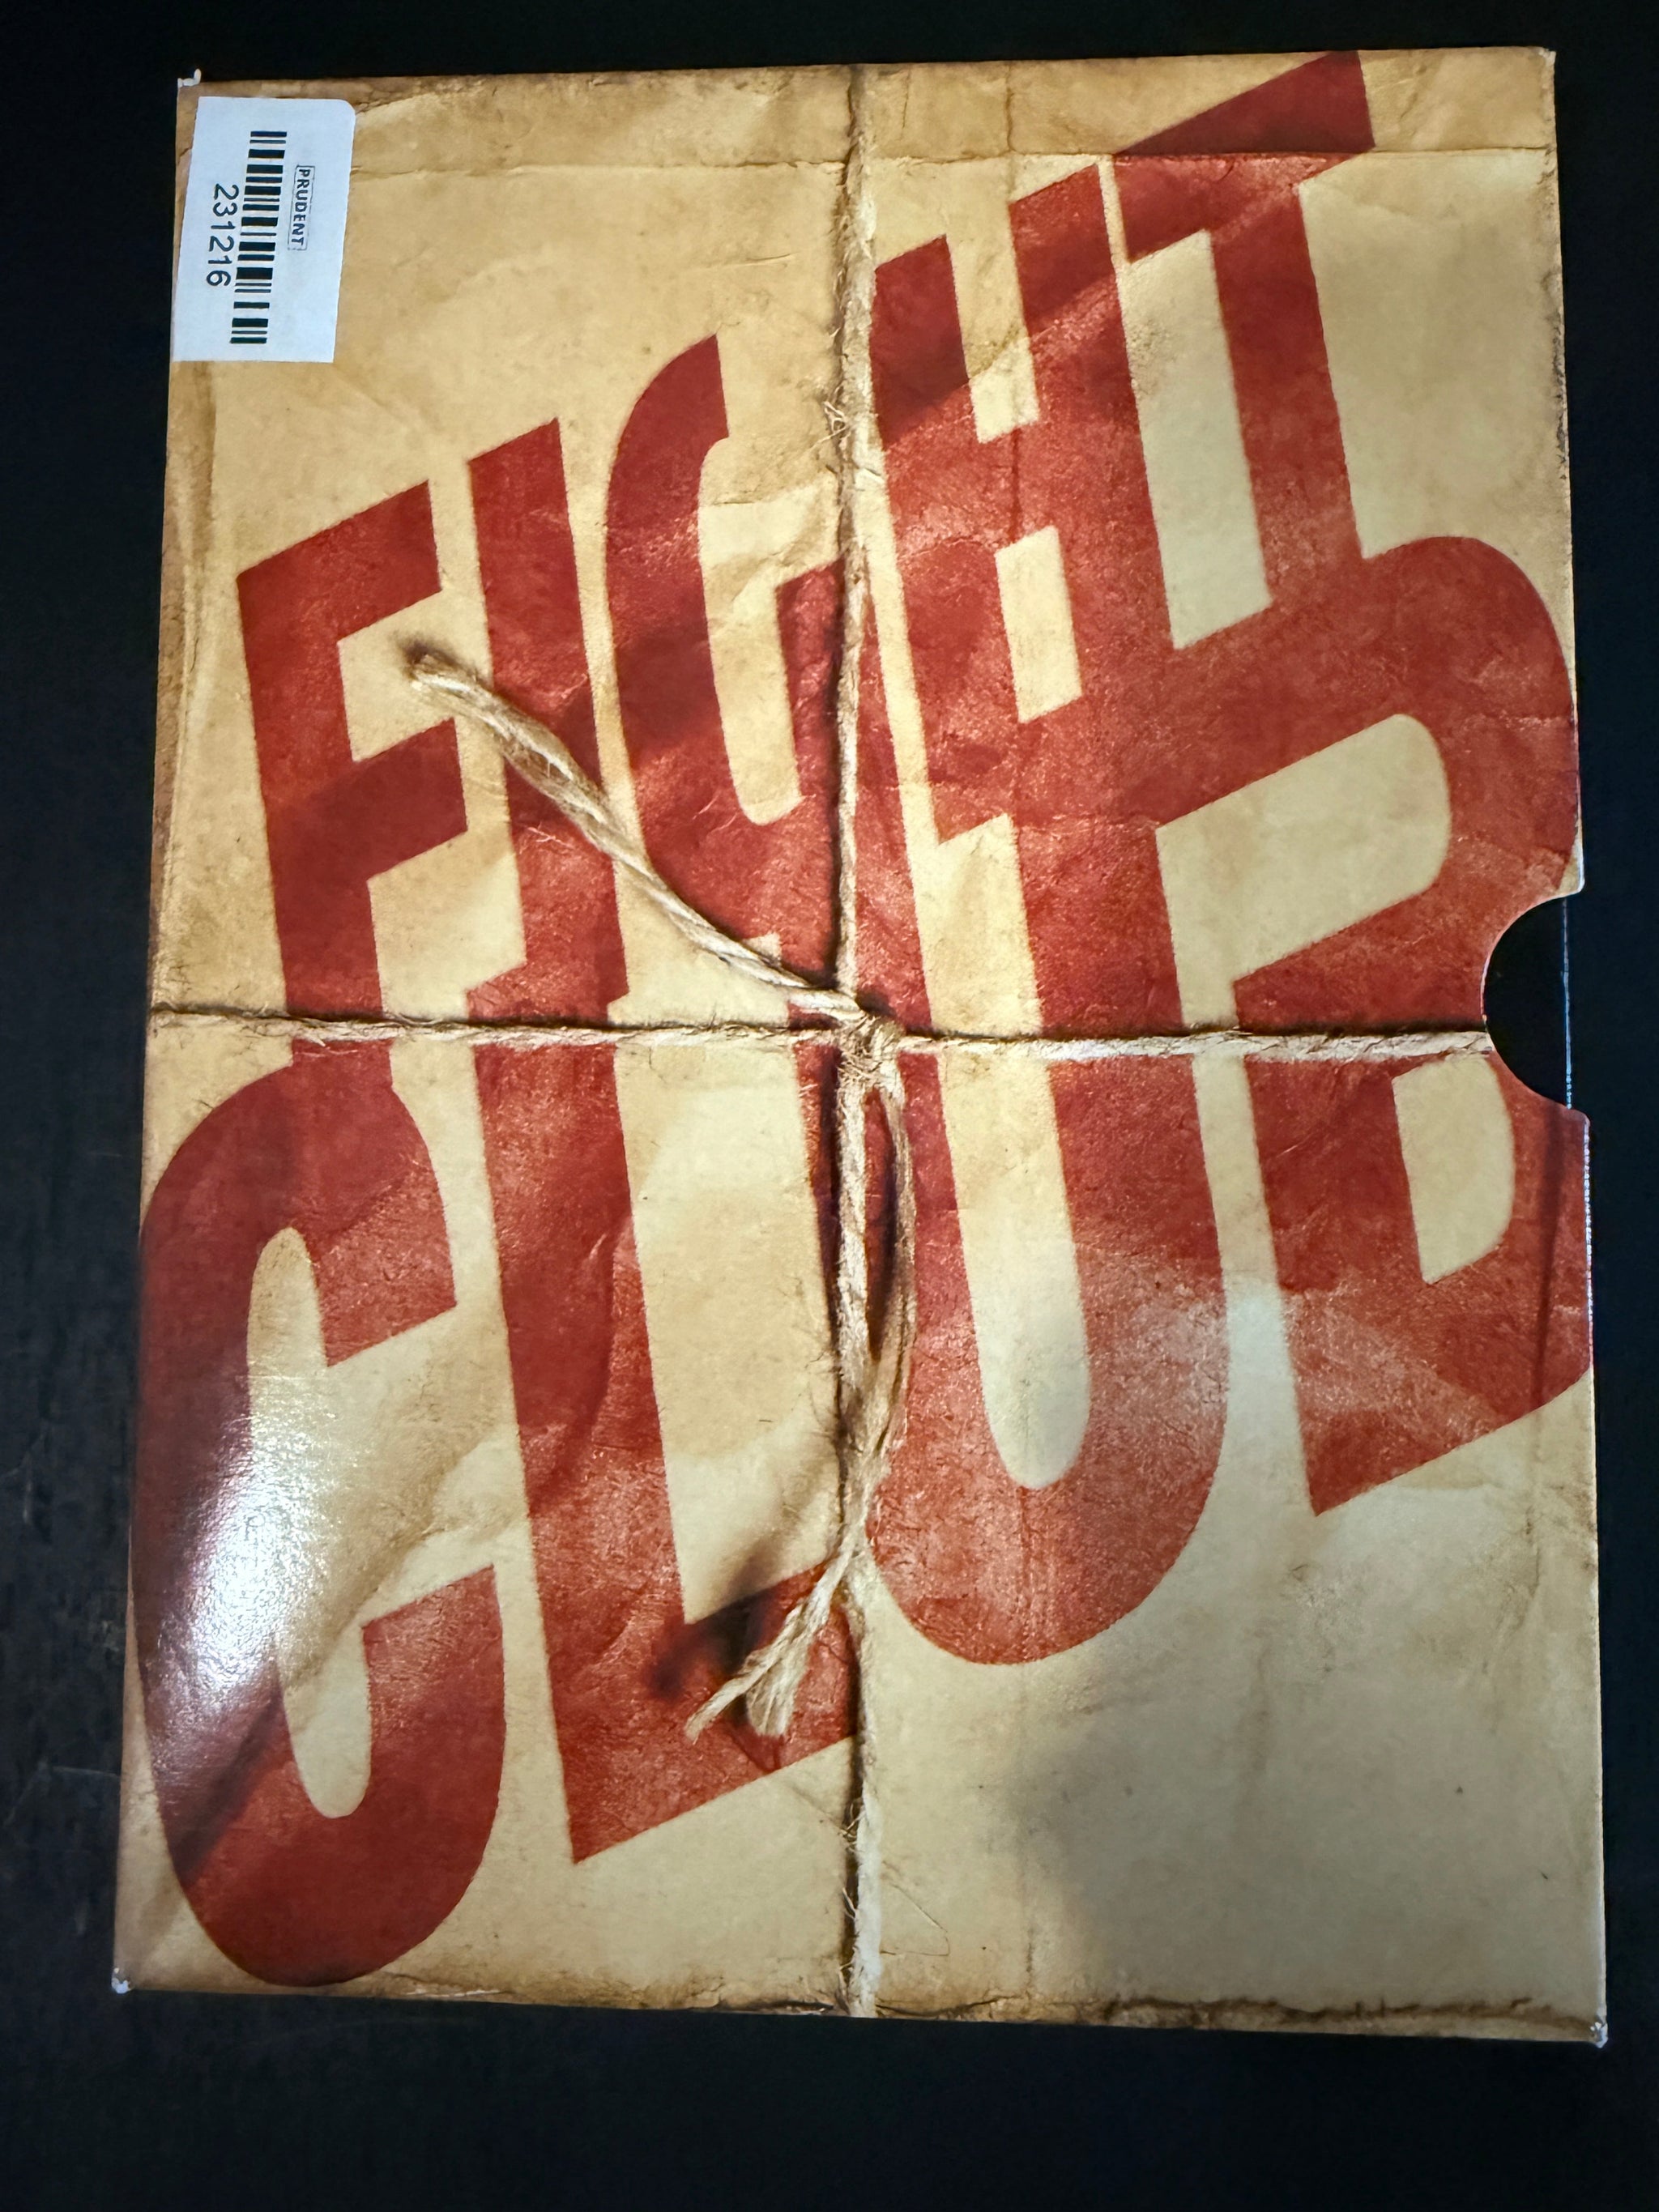 PRUDENT
231216
FIGHT
CLUB